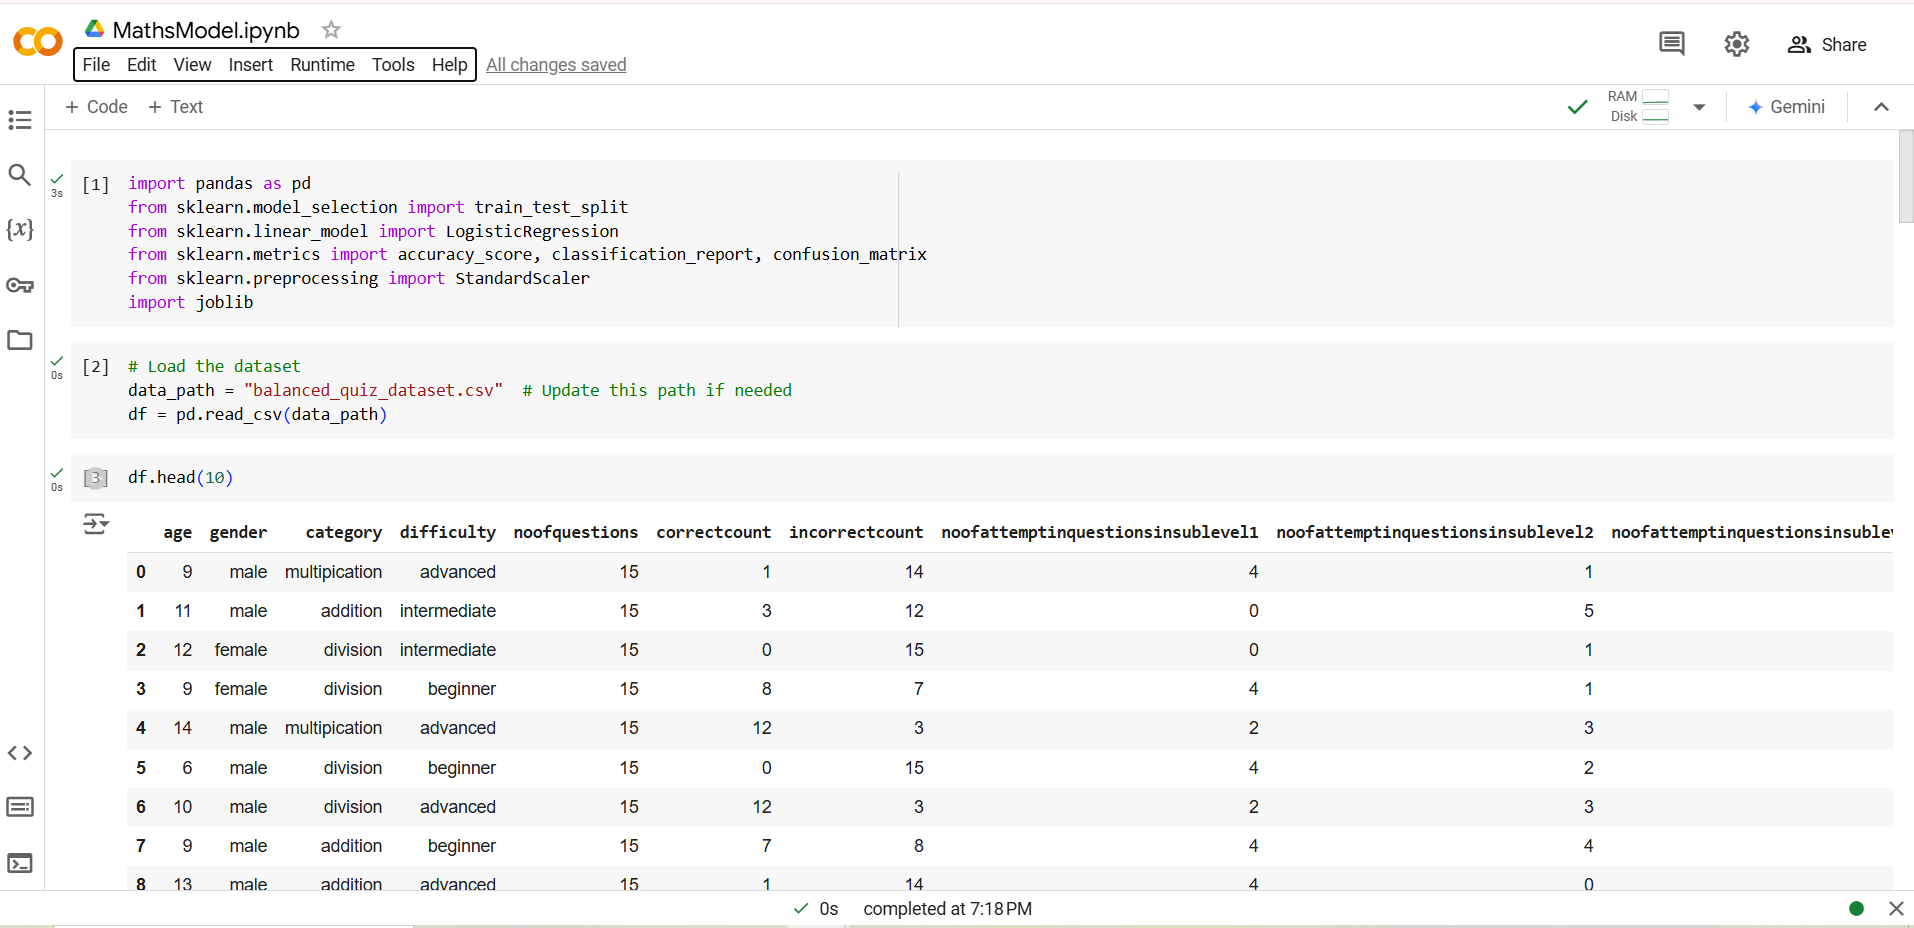 MathsModel.ipynb
File Edit View Insert Runtime Tools Help All changes saved
Share
+ Code + Text
RAM
Disk
Gemini
3s
[1] import pandas as pd
from sklearn.model_selection import train_test_split
from sklearn.linear_model import LogisticRegression
from sklearn.metrics import accuracy_score, classification_report, confusion_matrix
from sklearn.preprocessing import StandardScaler
import joblib
0s
[2] # Load the dataset
data_path = "balanced_quiz_dataset.csv"  # Update this path if needed
df = pd.read_csv(data_path)
0s
[3] df.head(10)
age gender category difficulty noofquestions correctcount incorrectcount noofattemptinquestionsinsublevel1 noofattemptinquestionsinsublevel2 noofattemptinquestionsinsublev
0 9 male multipication advanced 15 1 14 4 1
1 11 male addition intermediate 15 3 12 0 5
2 12 female division intermediate 15 0 15 0 1
3 9 female division beginner 15 8 7 4 1
4 14 male multipication advanced 15 12 3 2 3
5 6 male division beginner 15 0 15 4 2
6 10 male division advanced 15 12 3 2 3
7 9 male addition beginner 15 7 8 4 4
8 13 male addition advanced 15 1 14 4 0
0s completed at 7:18 PM